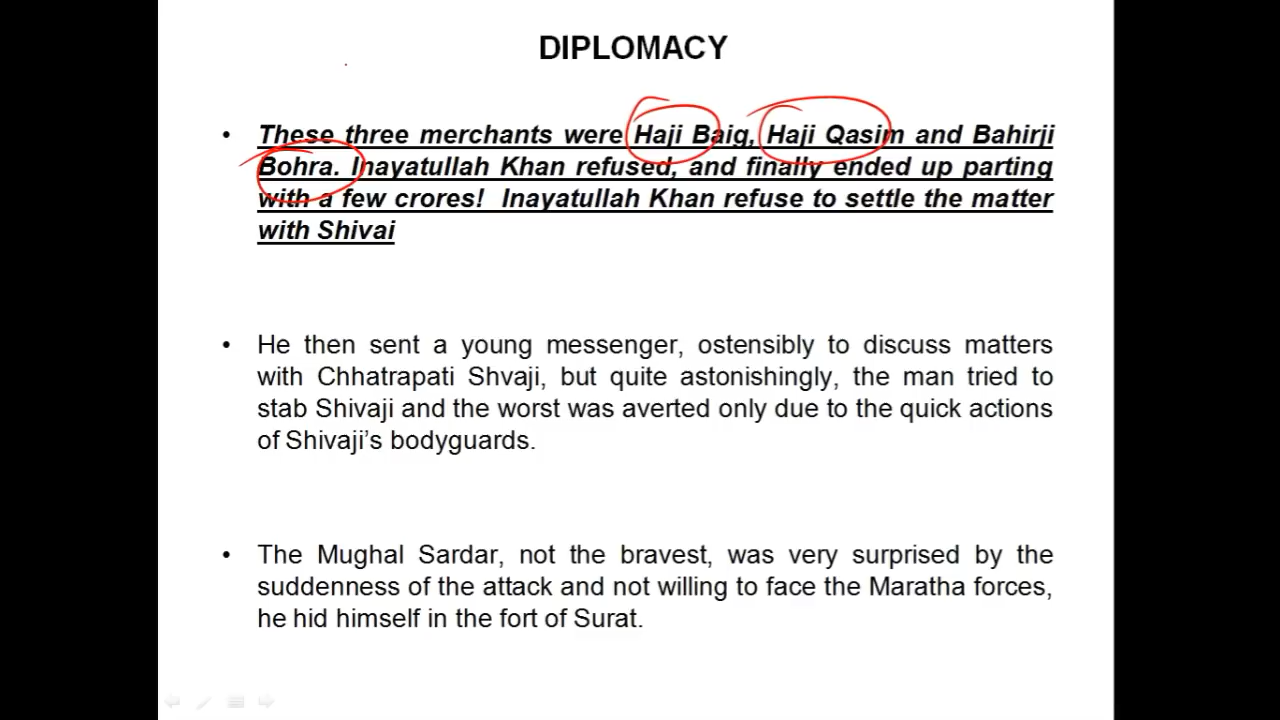 DIPLOMACY
• These three merchants were Haji Baig, Haji Qasim and Bahirji
Bohra. Inayatullah Khan refused, and finally ended up parting
with a few crores! Inayatullah Khan refuse to settle the matter
with Shivai
• He then sent a young messenger, ostensibly to discuss matters
with Chhatrapati Shvaji, but quite astonishingly, the man tried to
stab Shivaji and the worst was averted only due to the quick actions
of Shivaji’s bodyguards.
• The Mughal Sardar, not the bravest, was very surprised by the
suddenness of the attack and not willing to face the Maratha forces,
he hid himself in the fort of Surat.